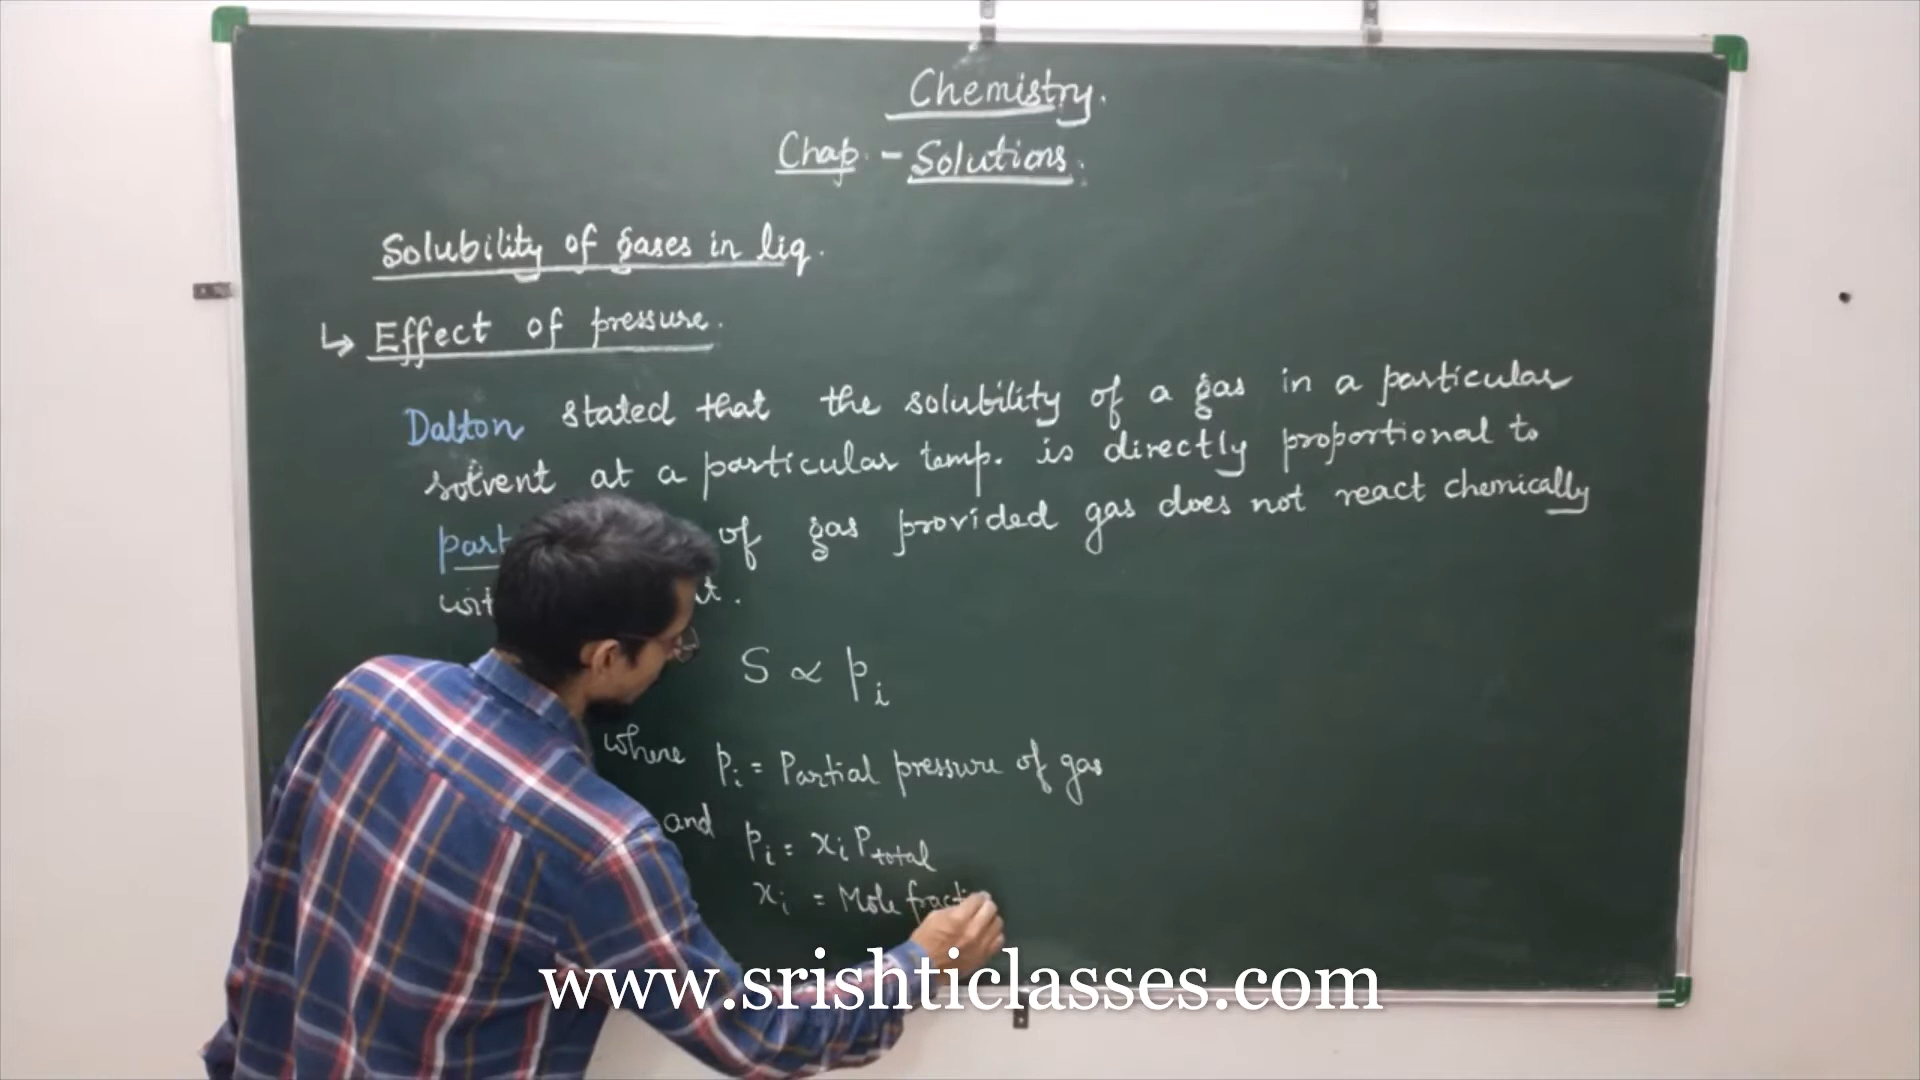 Chemistry.
Chap. - Solutions.
Solubility of gases in liq.
↳ Effect of pressure.
Dalton stated that the solubility of a gas in a particular
solvent at a particular temp. is directly proportional to
of gas provided gas does not react chemically
S ∝ pi
where pi = Partial pressure of gas
and pi = xi Ptotal
xi = Mole
www.srishticlasses.com